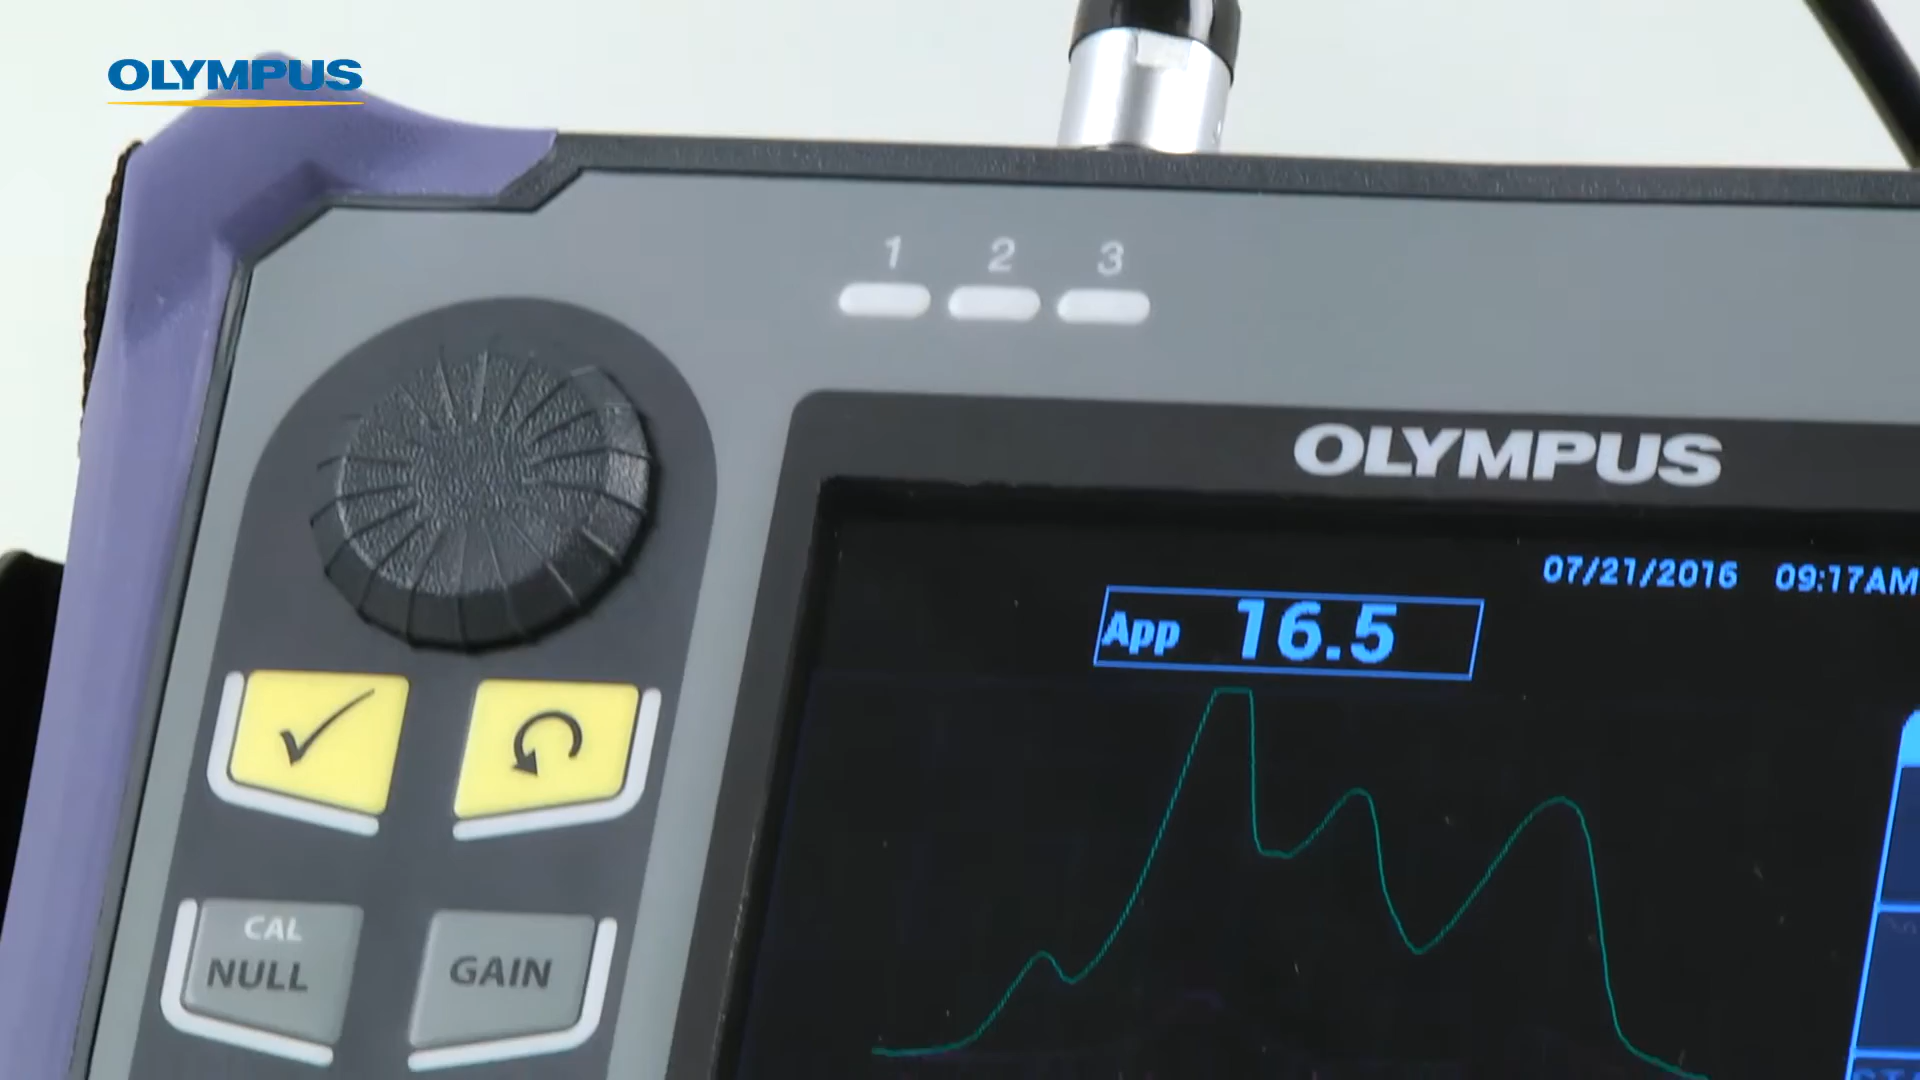 OLYMPUS
1 2 3
OLYMPUS
07/21/2016 09:17AM
App 16.5
CAL
NULL
GAIN